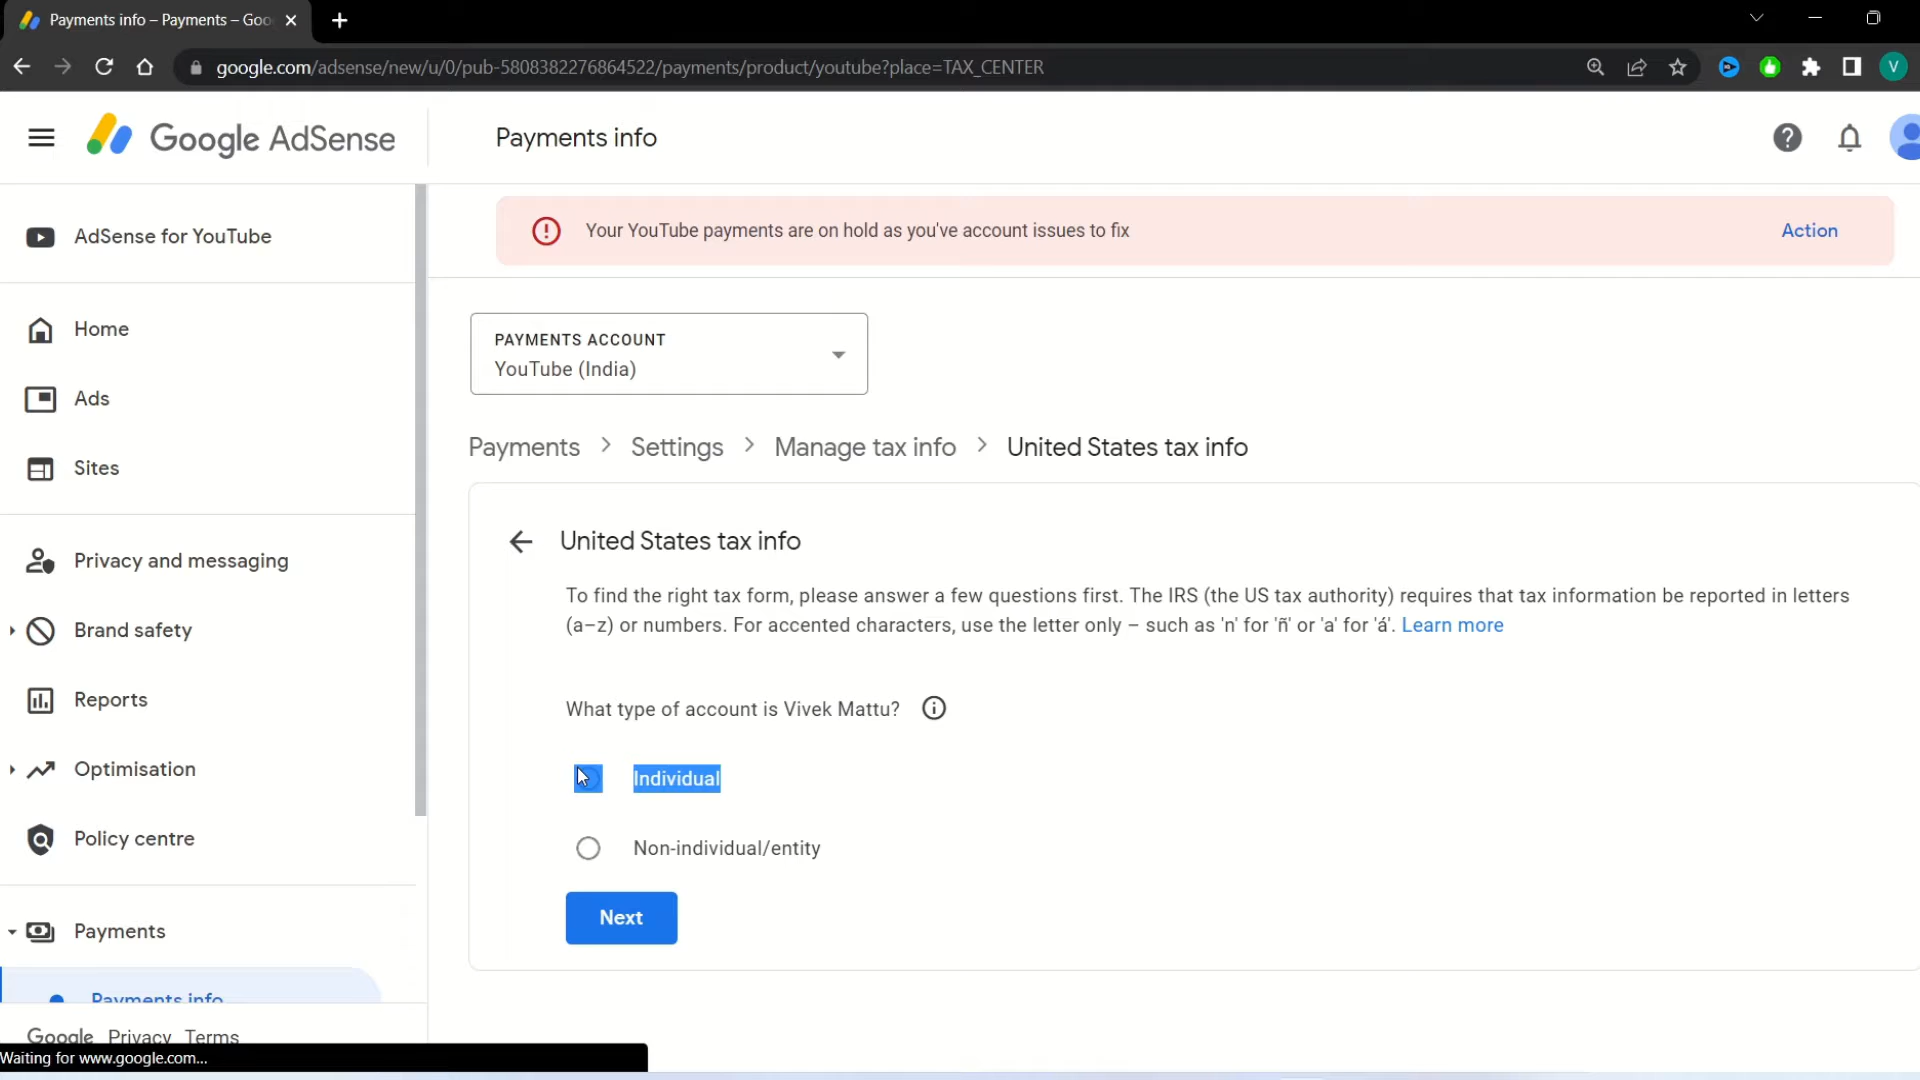 Payments info – Payments – Goo
google.com/adsense/new/u/0/pub-5808382276864522/payments/product/youtube?place=TAX_CENTER
V
Google AdSense
Payments info
AdSense for YouTube
Your YouTube payments are on hold as you've account issues to fix
Action
Home
Ads
Sites
Privacy and messaging
Brand safety
Reports
Optimisation
Policy centre
Payments
Payments info
Google Privacy Terms
Waiting for www.google.com...
PAYMENTS ACCOUNT
YouTube (India)
Payments > Settings > Manage tax info > United States tax info
United States tax info
To find the right tax form, please answer a few questions first. The IRS (the US tax authority) requires that tax information be reported in letters
(a–z) or numbers. For accented characters, use the letter only – such as 'n' for 'ñ' or 'a' for 'á'. Learn more
What type of account is Vivek Mattu?
Individual
Non-individual/entity
Next